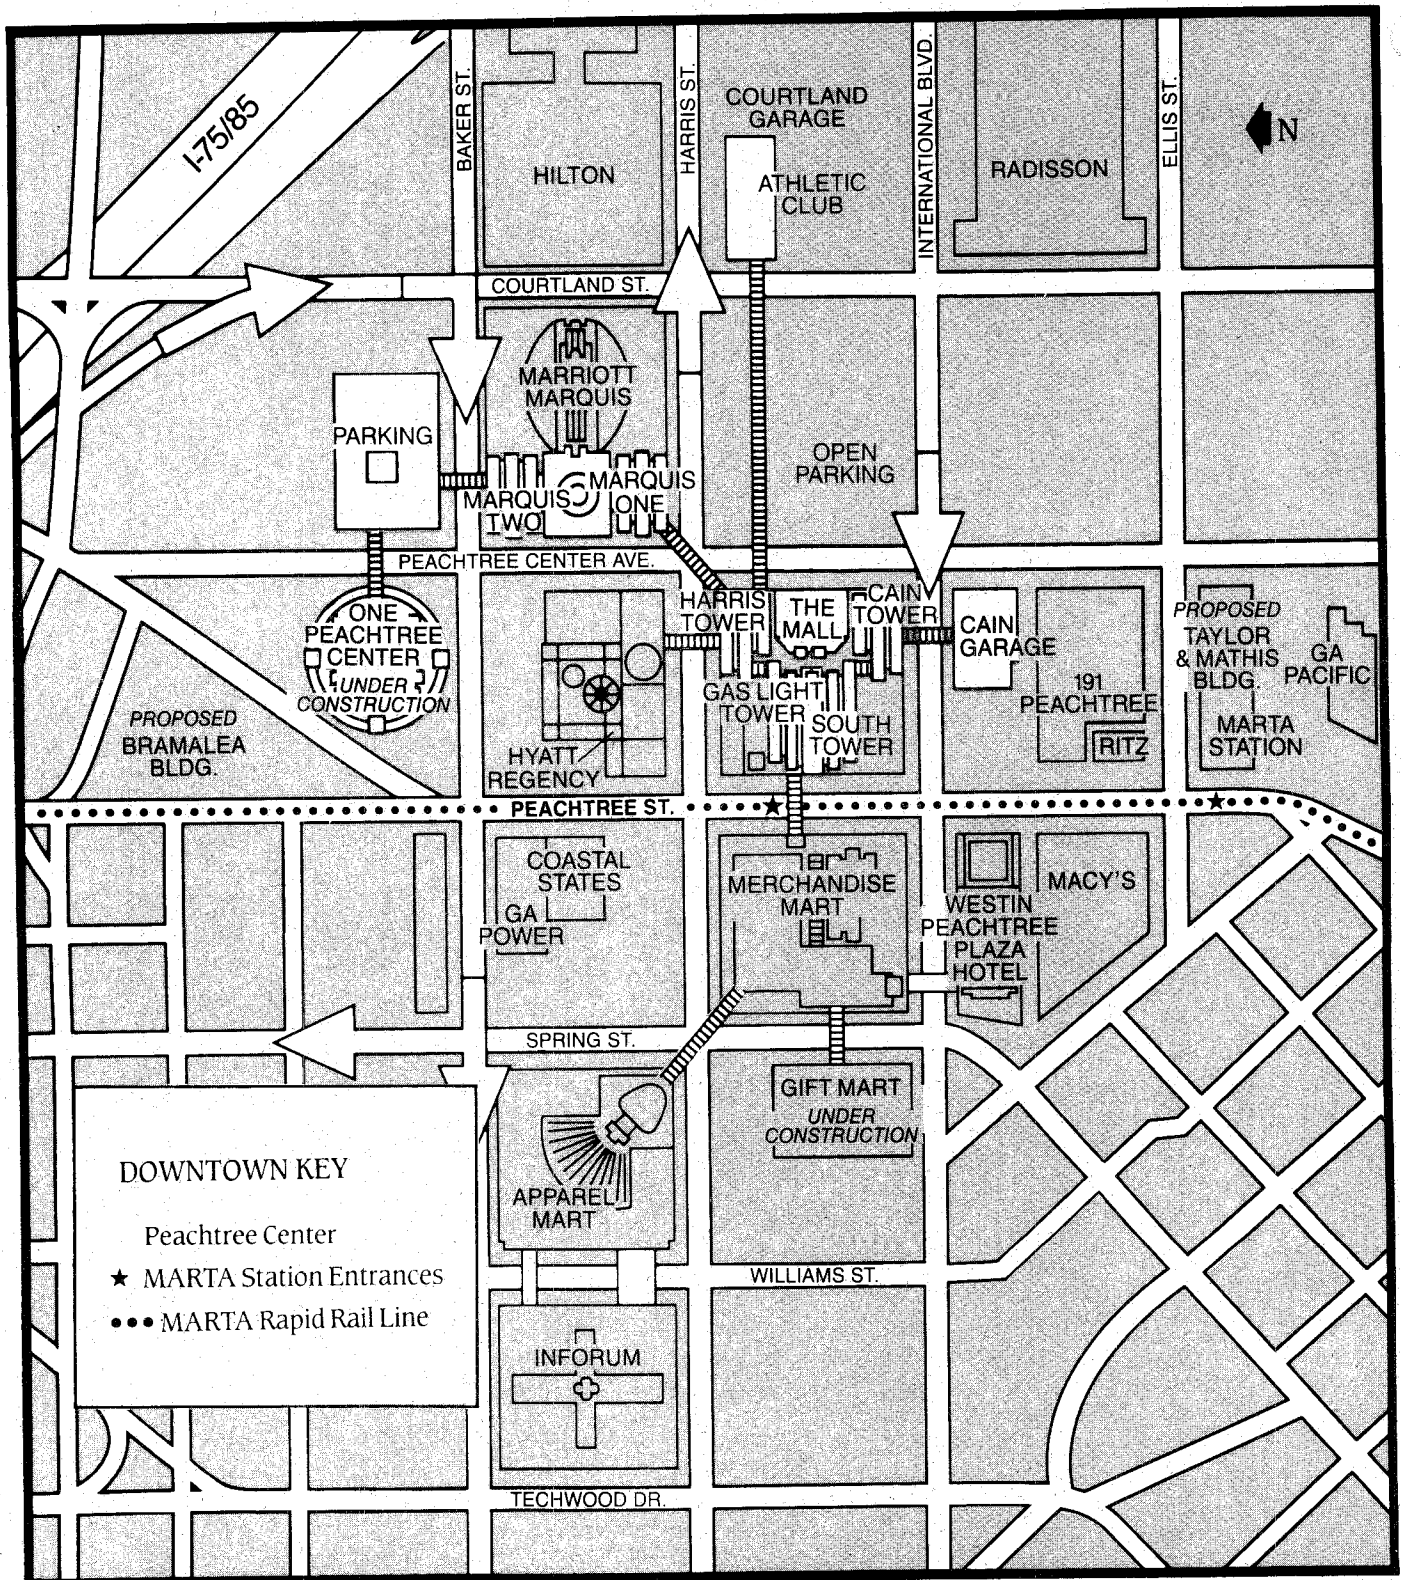 I-75/85
BAKER ST.
HARRIS ST.
INTERNATIONAL BLVD.
ELLIS ST.
N
COURTLAND
GARAGE
HILTON
ATHLETIC
CLUB
RADISSON
COURTLAND ST.
MARRIOTT
MARQUIS
PARKING
OPEN
PARKING
MARQUIS
TWO
MARQUIS
ONE
PEACHTREE CENTER AVE.
ONE
PEACHTREE
CENTER
UNDER
CONSTRUCTION
HARRIS
TOWER
THE
MALL
CAIN
TOWER
CAIN
GARAGE
PROPOSED
TAYLOR
& MATHIS
BLDG.
GA
PACIFIC
191
PEACHTREE
RITZ
MARTA
STATION
GAS LIGHT
TOWER
SOUTH
TOWER
PROPOSED
BRAMALEA
BLDG.
HYATT
REGENCY
PEACHTREE ST.
COASTAL
STATES
GA
POWER
MERCHANDISE
MART
WESTIN
PEACHTREE
PLAZA
HOTEL
MACY'S
SPRING ST.
GIFT MART
UNDER
CONSTRUCTION
APPAREL
MART
WILLIAMS ST.
INFORUM
TECHWOOD DR.
DOWNTOWN KEY
Peachtree Center
★ MARTA Station Entrances
••• MARTA Rapid Rail Line